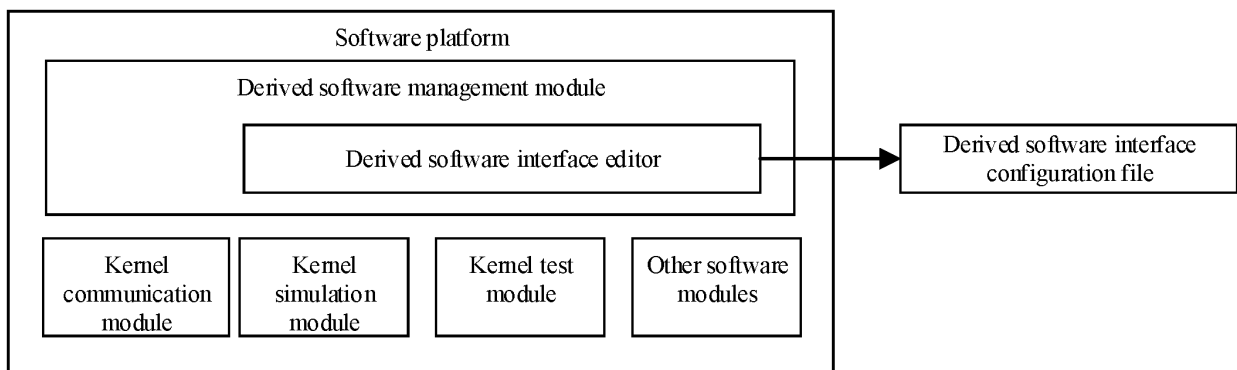 Software platform
Derived software management module
Derived software interface editor
Derived software interface
configuration file
Kernel
communication
module
Kernel
simulation
module
Kernel test
module
Other software
modules